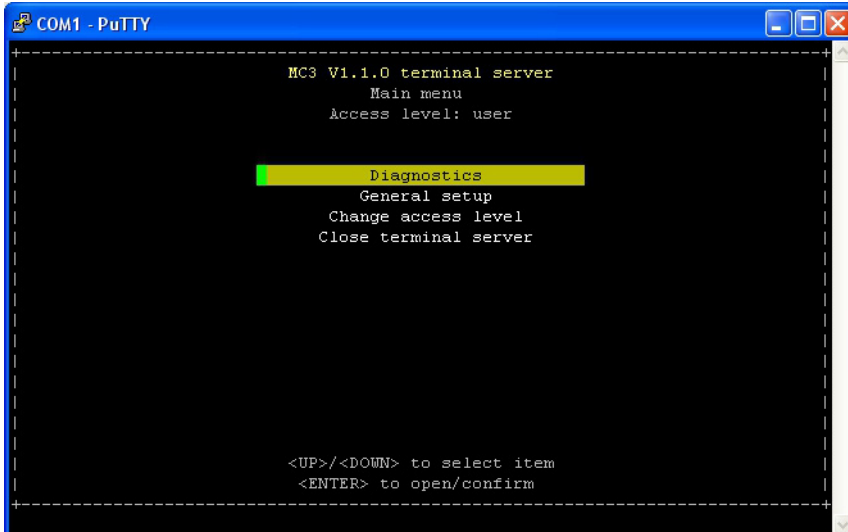 COM1 - PuTTY
MC3 V1.1.0 terminal server
Main menu
Access level: user
Diagnostics
General setup
Change access level
Close terminal server
<UP>/<DOWN> to select item
<ENTER> to open/confirm